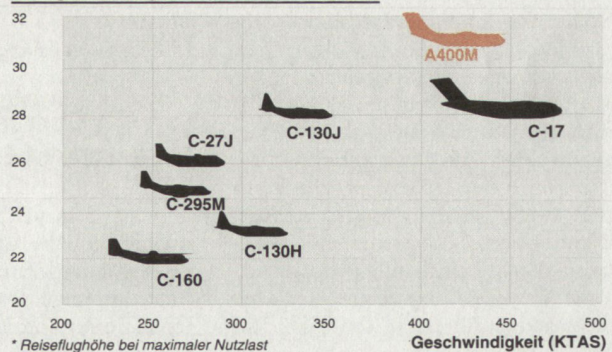 32
A400M
30
28
C-130J
C-17
C-27J
26
C-295M
24
C-130H
22
C-160
20
200
250
300
350
400
450
500
* Reiseflughöhe bei maximaler Nutzlast
Geschwindigkeit (KTAS)